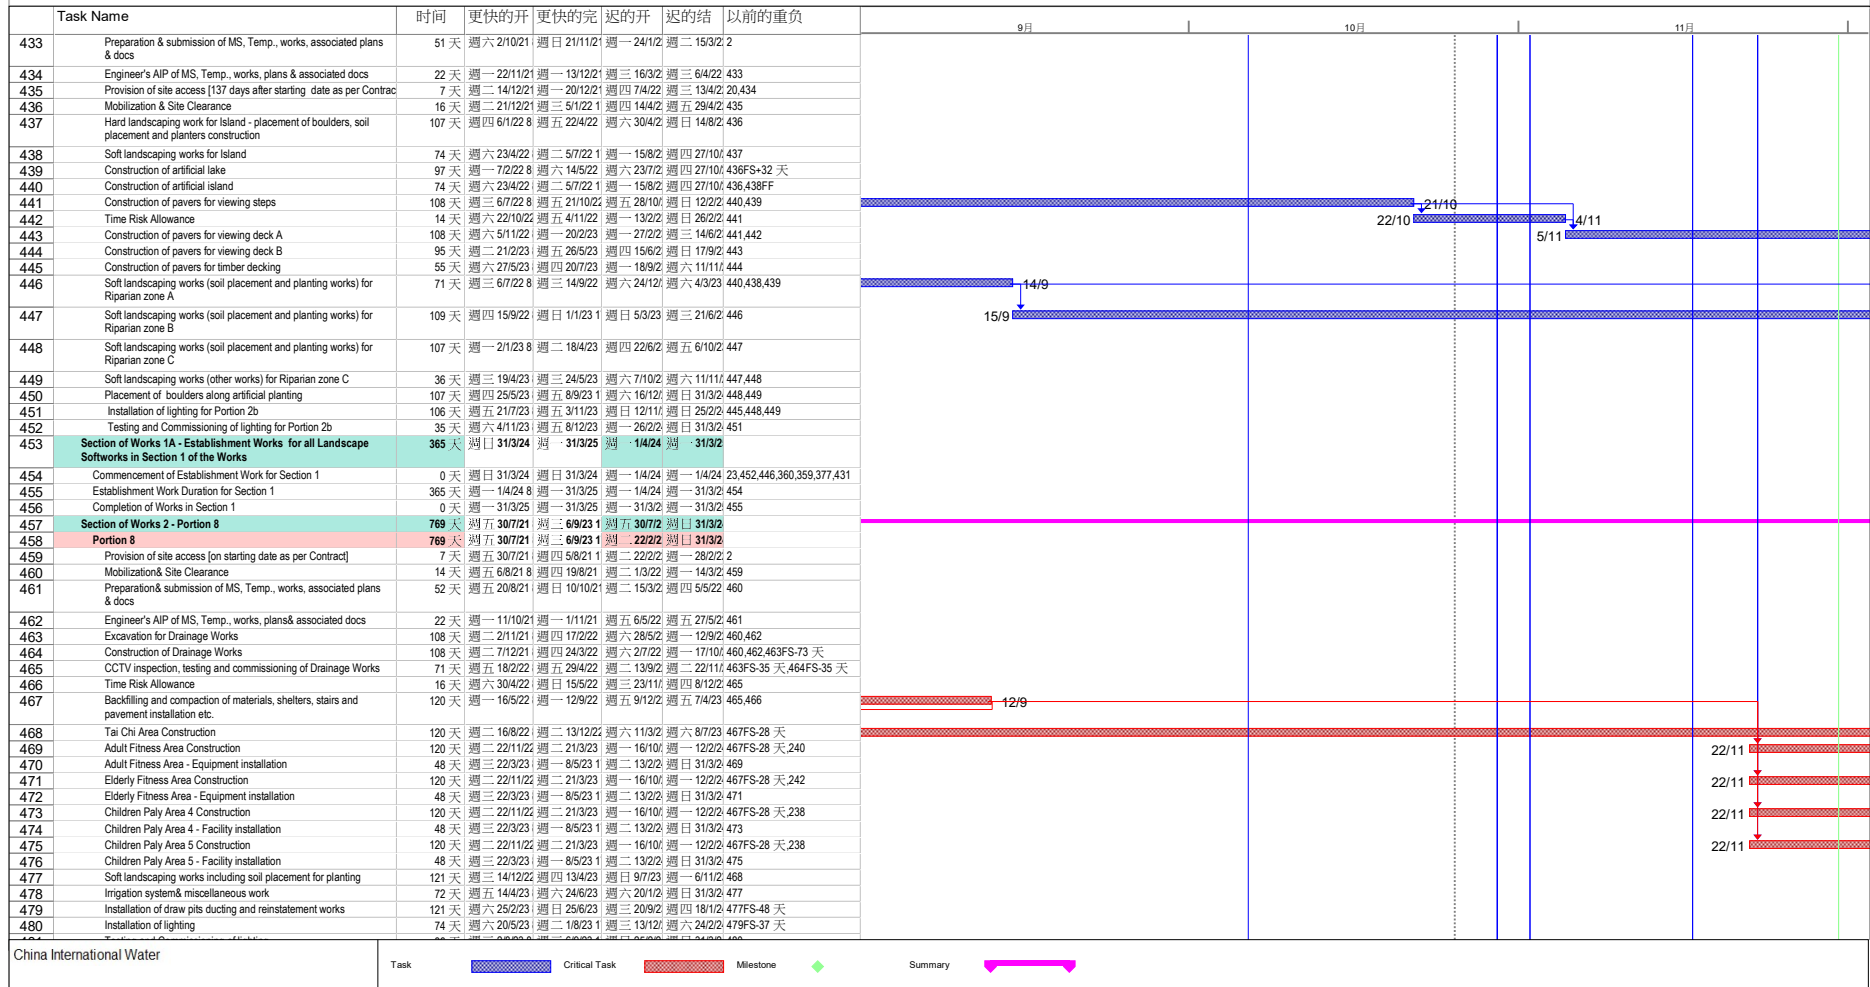 Task Name 时间 更快的开 更快的完 迟的开 迟的结 以前的重负
9月 10月 11月
433 Preparation & submission of MS, Temp., works, associated plans 51 天 週六 2/10/21 週日 21/11/21 週一 24/1/2 週二 15/3/2 2
& docs
434 Engineer's AIP of MS, Temp., works, plans & associated docs 22 天 週一 22/11/21 週一 13/12/21 週三 16/3/2 週三 6/4/22 433
435 Provision of site access [137 days after starting date as per Contrac 7 天 週二 14/12/21 週一 20/12/21 週四 7/4/22 週三 13/4/2 20,434
436 Mobilization & Site Clearance 16 天 週二 21/12/21 週三 5/1/22 1 週四 14/4/2 週五 29/4/2 435
437 Hard landscaping work for Island - placement of boulders, soil 107 天 週四 6/1/22 8 週五 22/4/22 週六 30/4/2 週日 14/8/2 436
placement and planters construction
438 Soft landscaping works for Island 74 天 週六 23/4/22 週二 5/7/22 1 週一 15/8/2 週四 27/10/ 437
439 Construction of artificial lake 97 天 週一 7/2/22 8 週六 14/5/22 週六 23/7/2 週四 27/10/ 436FS+32 天
440 Construction of artificial island 74 天 週六 23/4/22 週二 5/7/22 1 週一 15/8/2 週四 27/10/ 436,438FF
441 Construction of pavers for viewing steps 108 天 週三 6/7/22 8 週五 21/10/22 週五 28/10/ 週日 12/2/2 440,439 21/10
442 Time Risk Allowance 14 天 週六 22/10/22 週五 4/11/22 週一 13/2/2 週日 26/2/2 441 22/10 4/11
443 Construction of pavers for viewing deck A 108 天 週六 5/11/22 週一 20/2/23 週一 27/2/2 週三 14/6/2 441,442 5/11
444 Construction of pavers for viewing deck B 95 天 週二 21/2/23 週五 26/5/23 週四 15/6/2 週日 17/9/2 443
445 Construction of pavers for timber decking 55 天 週六 27/5/23 週四 20/7/23 週一 18/9/2 週六 11/11/ 444
446 Soft landscaping works (soil placement and planting works) for 71 天 週三 6/7/22 8 週三 14/9/22 週六 24/12/ 週六 4/3/23 440,438,439 14/9
Riparian zone A
447 Soft landscaping works (soil placement and planting works) for 109 天 週四 15/9/22 週日 1/1/23 1 週日 5/3/23 週三 21/6/2 446 15/9
Riparian zone B
448 Soft landscaping works (soil placement and planting works) for 107 天 週一 2/1/23 8 週二 18/4/23 週四 22/6/2 週五 6/10/2 447
Riparian zone C
449 Soft landscaping works (other works) for Riparian zone C 36 天 週三 19/4/23 週三 24/5/23 週六 7/10/2 週六 11/11/ 447,448
450 Placement of boulders along artificial planting 107 天 週四 25/5/23 週五 8/9/23 1 週六 16/12/ 週日 31/3/2 448,449
451 Installation of lighting for Portion 2b 106 天 週五 21/7/23 週五 3/11/23 週日 12/11/ 週日 25/2/2 445,448,449
452 Testing and Commissioning of lighting for Portion 2b 35 天 週六 4/11/23 週五 8/12/23 週一 26/2/2 週日 31/3/2 451
453 Section of Works 1A - Establishment Works for all Landscape 365 天 週日 31/3/24 週一 31/3/25 週一 1/4/24 週一 31/3/2
Softworks in Section 1 of the Works
454 Commencement of Establishment Work for Section 1 0 天 週日 31/3/24 週日 31/3/24 週一 1/4/24 週一 1/4/24 23,452,446,360,359,377,431
455 Establishment Work Duration for Section 1 365 天 週一 1/4/24 8 週一 31/3/25 週一 1/4/24 週一 31/3/2 454
456 Completion of Works in Section 1 0 天 週一 31/3/25 週一 31/3/25 週一 31/3/2 週一 31/3/2 455
457 Section of Works 2 - Portion 8 769 天 週五 30/7/21 週三 6/9/23 1 週五 30/7/2 週日 31/3/2
458 Portion 8 769 天 週五 30/7/21 週三 6/9/23 1 週二 22/2/2 週日 31/3/2
459 Provision of site access [on starting date as per Contract] 7 天 週五 30/7/21 週四 5/8/21 1 週二 22/2/2 週一 28/2/2 2
460 Mobilization& Site Clearance 14 天 週五 6/8/21 8 週四 19/8/21 週二 1/3/22 週一 14/3/2 459
461 Preparation& submission of MS, Temp., works, associated plans 52 天 週五 20/8/21 週日 10/10/21 週二 15/3/2 週四 5/5/22 460
& docs
462 Engineer's AIP of MS, Temp., works, plans& associated docs 22 天 週一 11/10/21 週一 1/11/21 週五 6/5/22 週五 27/5/2 461
463 Excavation for Drainage Works 108 天 週二 2/11/21 週四 17/2/22 週六 28/5/2 週一 12/9/2 460,462
464 Construction of Drainage Works 108 天 週二 7/12/21 週四 24/3/22 週六 2/7/22 週一 17/10/ 460,462,463FS-73 天
465 CCTV inspection, testing and commissioning of Drainage Works 71 天 週五 18/2/22 週五 29/4/22 週二 13/9/2 週二 22/11/ 463FS-35 天,464FS-35 天
466 Time Risk Allowance 16 天 週六 30/4/22 週日 15/5/22 週三 23/11/ 週四 8/12/2 465
467 Backfilling and compaction of materials, shelters, stairs and 120 天 週一 16/5/22 週一 12/9/22 週五 9/12/2 週五 7/4/23 465,466 12/9
pavement installation etc.
468 Tai Chi Area Construction 120 天 週二 16/8/22 週二 13/12/22 週六 11/3/2 週六 8/7/23 467FS-28 天
469 Adult Fitness Area Construction 120 天 週二 22/11/22 週二 21/3/23 週一 16/10/ 週一 12/2/2 467FS-28 天,240 22/11
470 Adult Fitness Area - Equipment installation 48 天 週三 22/3/23 週一 8/5/23 1 週二 13/2/2 週日 31/3/2 469
471 Elderly Fitness Area Construction 120 天 週二 22/11/22 週二 21/3/23 週一 16/10/ 週一 12/2/2 467FS-28 天,242 22/11
472 Elderly Fitness Area - Equipment installation 48 天 週三 22/3/23 週一 8/5/23 1 週二 13/2/2 週日 31/3/2 471
473 Children Paly Area 4 Construction 120 天 週二 22/11/22 週二 21/3/23 週一 16/10/ 週一 12/2/2 467FS-28 天,238 22/11
474 Children Paly Area 4 - Facility installation 48 天 週三 22/3/23 週一 8/5/23 1 週二 13/2/2 週日 31/3/2 473
475 Children Paly Area 5 Construction 120 天 週二 22/11/22 週二 21/3/23 週一 16/10/ 週一 12/2/2 467FS-28 天,238 22/11
476 Children Paly Area 5 - Facility installation 48 天 週三 22/3/23 週一 8/5/23 1 週二 13/2/2 週日 31/3/2 475
477 Soft landscaping works including soil placement for planting 121 天 週三 14/12/22 週四 13/4/23 週日 9/7/23 週一 6/11/2 468
478 Irrigation system& miscellaneous work 72 天 週五 14/4/23 週六 24/6/23 週六 20/1/2 週日 31/3/2 477
479 Installation of draw pits ducting and reinstatement works 121 天 週六 25/2/23 週日 25/6/23 週三 20/9/2 週四 18/1/2 477FS-48 天
480 Installation of lighting 74 天 週六 20/5/23 週二 1/8/23 1 週三 13/12/ 週六 24/2/2 479FS-37 天
China International Water
Task Critical Task Milestone Summary